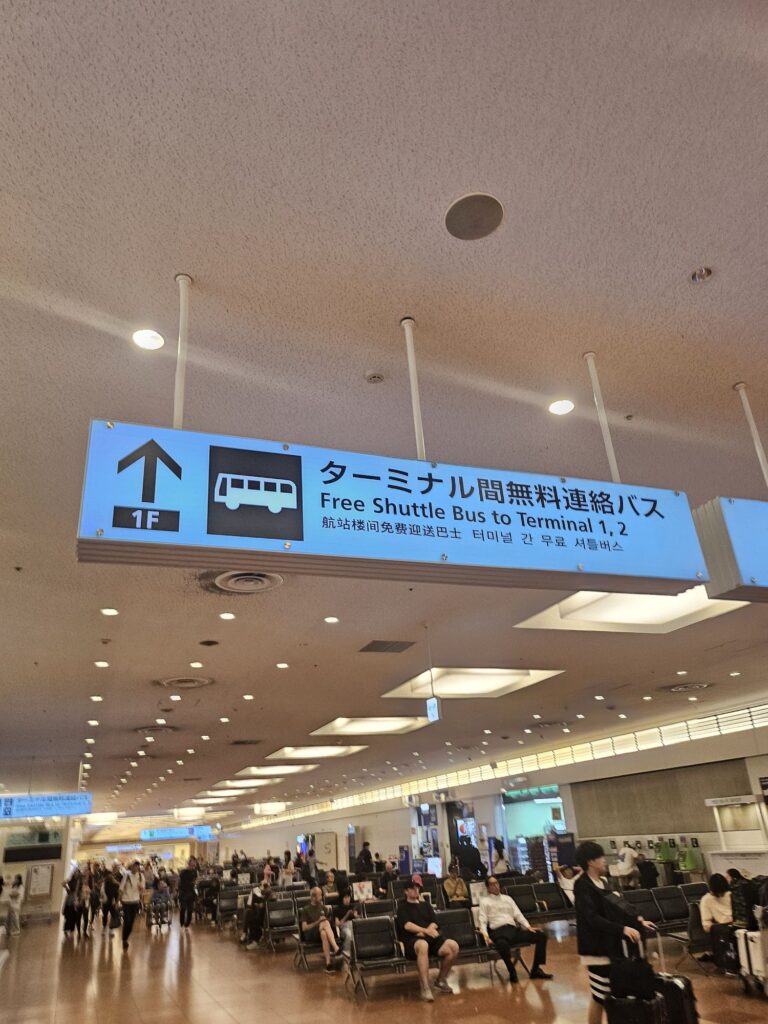 1F
ターミナル間無料連絡バス
Free Shuttle Bus to Terminal 1, 2
航站楼间免费迎送巴士 터미널 간 무료 셔틀버스